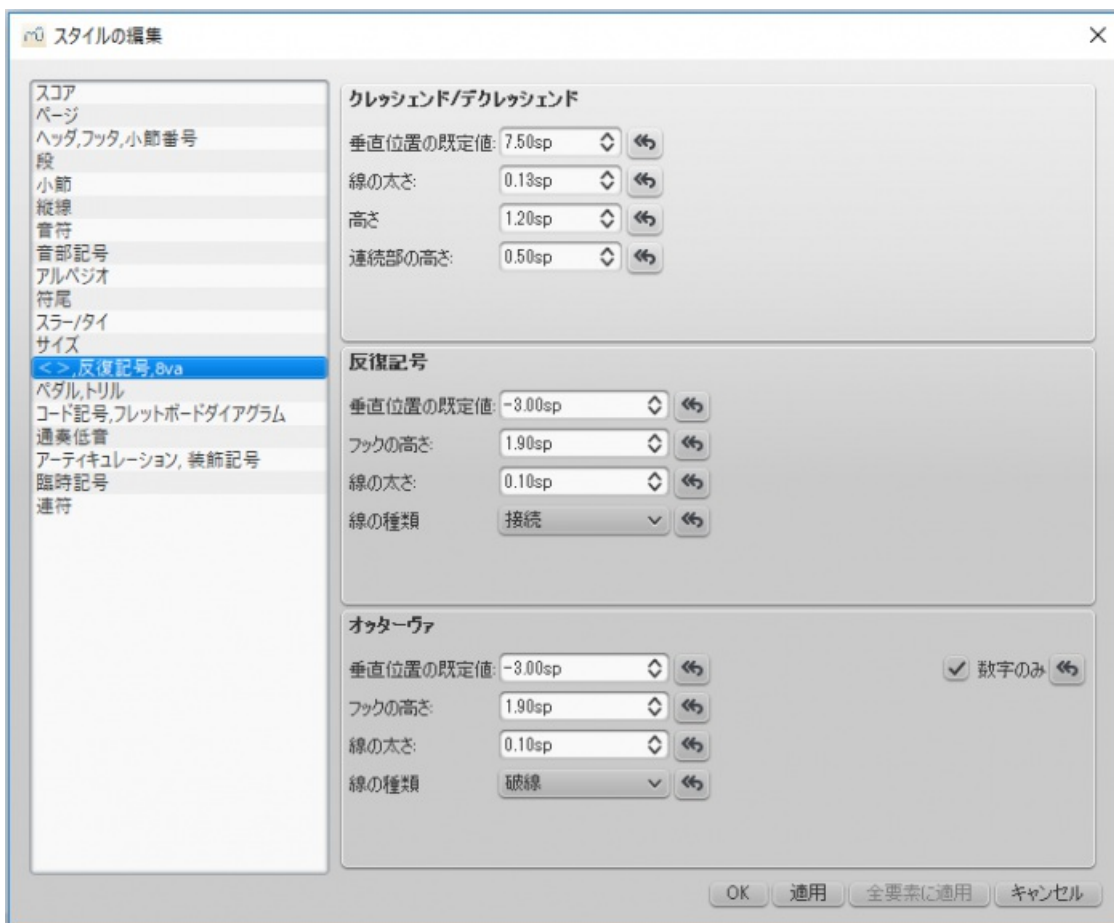 mū スタイルの編集
スコア
ページ
ヘッダ,フッタ,小節番号
段
小節
縦線
音符
音部記号
アルペジオ
符尾
スラー/タイ
サイズ
< >,反復記号,8va
ペダル,トリル
コード記号,フレットボードダイアグラム
通奏低音
アーティキュレーション, 装飾記号
臨時記号
連符
クレッシェンド/デクレッシェンド
垂直位置の既定値: 7.50sp
線の太さ: 0.13sp
高さ 1.20sp
連続部の高さ: 0.50sp
反復記号
垂直位置の既定値: -3.00sp
フックの高さ: 1.90sp
線の太さ: 0.10sp
線の種類 接続
オッターヴァ
垂直位置の既定値: -3.00sp 数字のみ
フックの高さ: 1.90sp
線の太さ: 0.10sp
線の種類 破線
OK 適用 全要素に適用 キャンセル